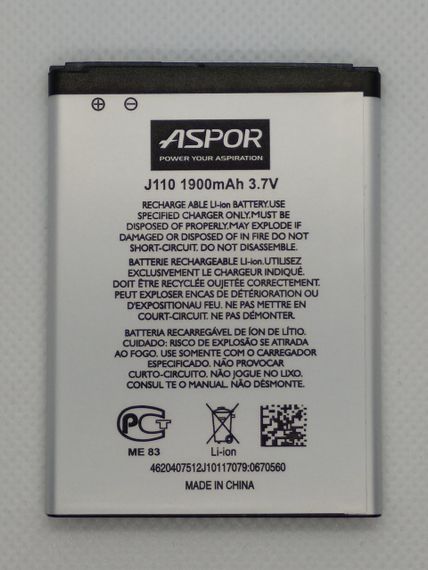 ASPOR
POWER YOUR ASPIRATION
J110 1900mAh 3.7V
RECHARGE ABLE Li-ion BATTERY.USE
SPECIFIED CHARGER ONLY.MUST BE
DISPOSED OF PROPERLY.MAY EXPLODE IF
DAMAGED OR DISPOSED OF IN FIRE DO NOT
SHORT-CIRCUIT. DO NOT DISASSEMBLE.
BATTERIE RECHARGEABLE Li-ion.UTILISEZ
EXCLUSIVEMENT LE CHARGEUR INDIQUÉ.
DOIT ÊTRE RECYCLÉE OUJETÉE CORRECTEMENT.
PEUT EXPLOSER ENCAS DE DÉTÉRIORATION OU
D'EXPOSITIONAU FEU. NE PAS METTRE EN
COURT-CIRCUIT. NE PAS DÉMONTER.
BATERIA RECARREGÁVEL DE ÍON DE LÍTIO.
CUIDADO: RISCO DE EXPLOSÃO SE ATIRADA
AO FOGO. USE SOMENTE COM O CARREGADOR
ESPECIFICADO. NÃO PROVOCAR
CURTO-CIRCUITO. NÃO JOGUE NO LIXO.
CONSUL TE O MANUAL. NÃO DESMONTE.
РСТ
ME 83
Li-ion
4620407512J10117079:0670560
MADE IN CHINA